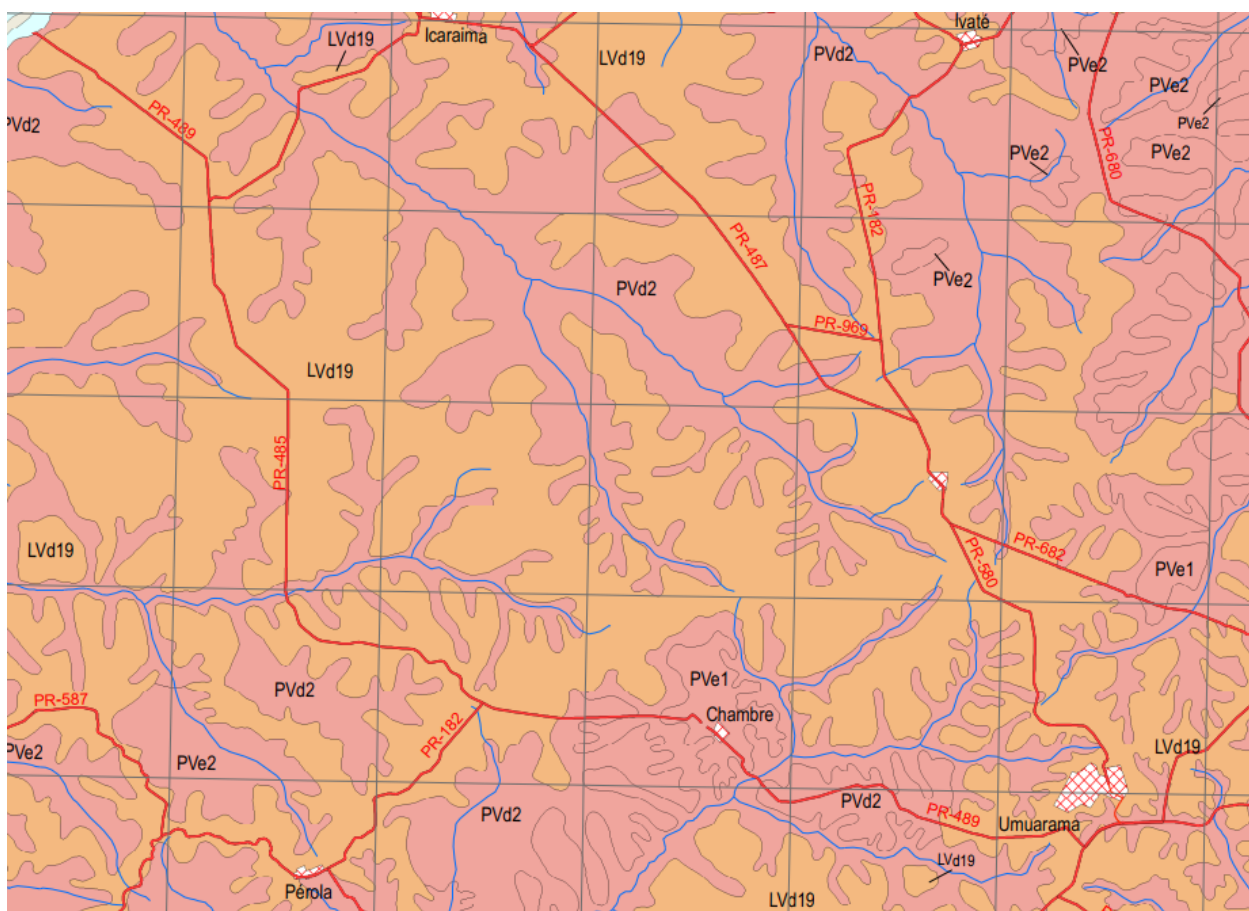 Ivaté
Icaraima
LVd19
LVd19
PVd2
PVe2
PVe2
PVe2
PR-489
PVd2
PVe2
PVe2
PR-680
PR-182
PR-487
PVe2
PVd2
PR-969
LVd19
PR-485
LVd19
PR-682
PR-580
PVe1
PVe1
PVd2
PR-587
Chambre
PR-182
PVe2
PVe2
LVd19
PVd2
PVd2
PR-489
Umuarama
LVd19
Pérola
LVd19